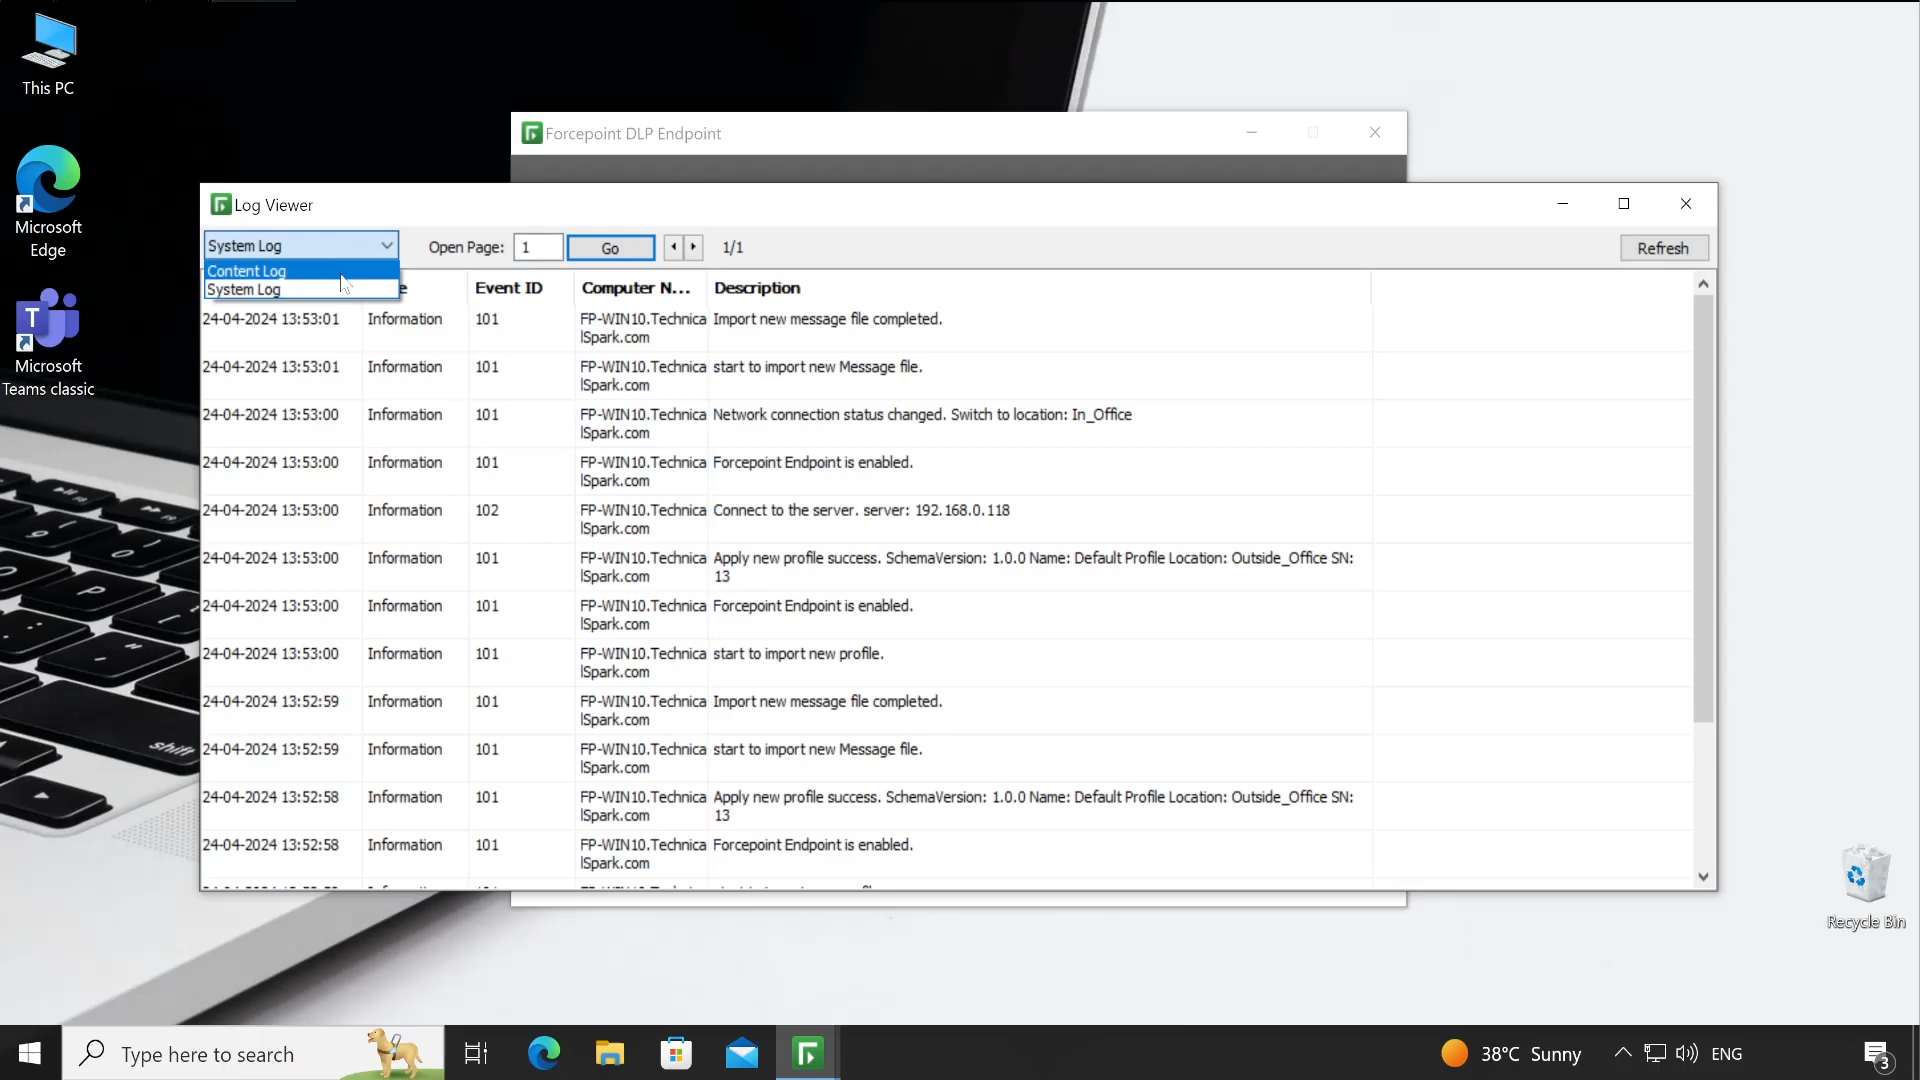 This PC
Microsoft
Edge
Microsoft
Teams classic
Forcepoint DLP Endpoint
Log Viewer
System Log
Open Page: 1 Go 1/1 Refresh
Content Log
System Log
Event ID Computer N... Description
24-04-2024 13:53:01 Information 101 FP-WIN10.Technica Import new message file completed.
lSpark.com
24-04-2024 13:53:01 Information 101 FP-WIN10.Technica start to import new Message file.
lSpark.com
24-04-2024 13:53:00 Information 101 FP-WIN10.Technica Network connection status changed. Switch to location: In_Office
lSpark.com
24-04-2024 13:53:00 Information 101 FP-WIN10.Technica Forcepoint Endpoint is enabled.
lSpark.com
24-04-2024 13:53:00 Information 102 FP-WIN10.Technica Connect to the server. server: 192.168.0.118
lSpark.com
24-04-2024 13:53:00 Information 101 FP-WIN10.Technica Apply new profile success. SchemaVersion: 1.0.0 Name: Default Profile Location: Outside_Office SN:
lSpark.com 13
24-04-2024 13:53:00 Information 101 FP-WIN10.Technica Forcepoint Endpoint is enabled.
lSpark.com
24-04-2024 13:53:00 Information 101 FP-WIN10.Technica start to import new profile.
lSpark.com
24-04-2024 13:52:59 Information 101 FP-WIN10.Technica Import new message file completed.
lSpark.com
24-04-2024 13:52:59 Information 101 FP-WIN10.Technica start to import new Message file.
lSpark.com
24-04-2024 13:52:58 Information 101 FP-WIN10.Technica Apply new profile success. SchemaVersion: 1.0.0 Name: Default Profile Location: Outside_Office SN:
lSpark.com 13
24-04-2024 13:52:58 Information 101 FP-WIN10.Technica Forcepoint Endpoint is enabled.
lSpark.com
shift
Recycle Bin
Type here to search
38°C Sunny ENG 3